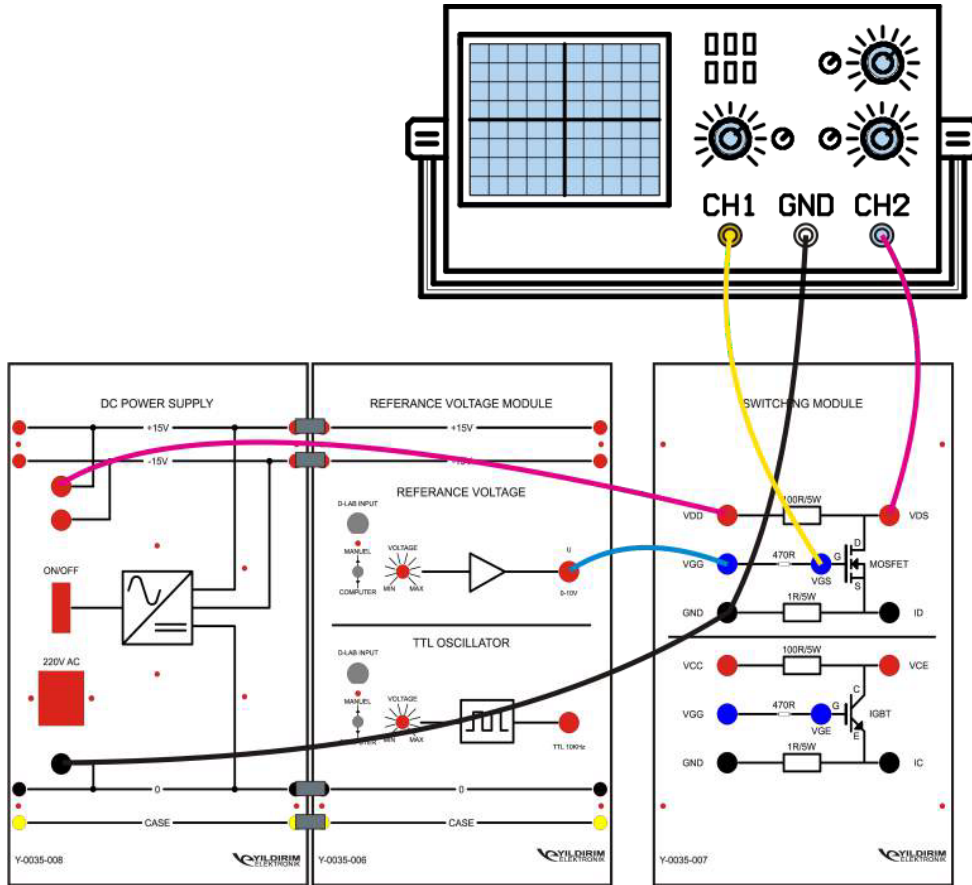 CH1 GND CH2
DC POWER SUPPLY
+15V
-15V
ON/OFF
220V AC
0
CASE
Y-0035-008
YILDIRIM
ELEKTRONIK
REFERANCE VOLTAGE MODULE
+15V
REFERANCE VOLTAGE
D-LAB INPUT
MANUEL
COMPUTER
VOLTAGE
MIN MAX
U
0-10V
TTL OSCILLATOR
D-LAB INPUT
MANUEL
VOLTAGE
MIN MAX
TTL 10KHz
0
CASE
Y-0035-006
YILDIRIM
ELEKTRONIK
SWITCHING MODULE
100R/5W
VDD VDS
D
VGG 470R G MOSFET
VGS
S
1R/5W
GND ID
100R/5W
VCC VCE
C
VGG 470R G IGBT
VGE
E
1R/5W
GND IC
Y-0035-007
YILDIRIM
ELEKTRONIK